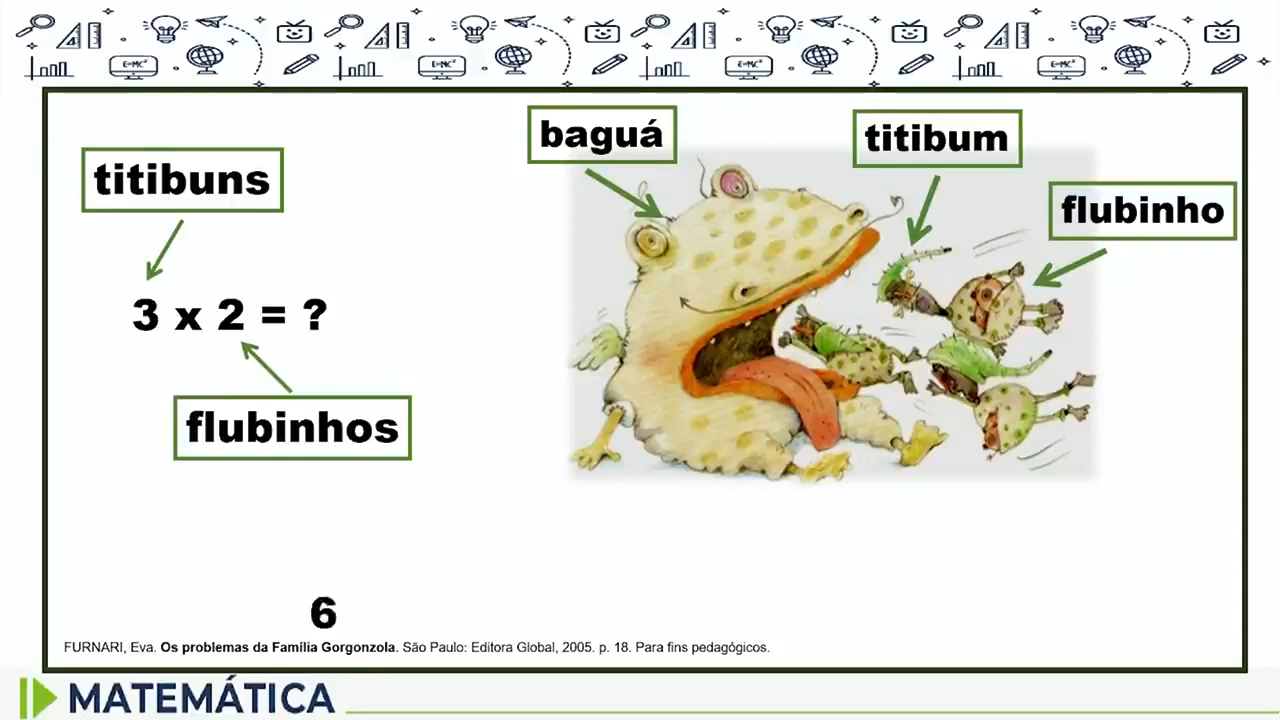 baguá
titibum
titibuns
flubinho
3 x 2 = ?
flubinhos
6
FURNARI, Eva. Os problemas da Família Gorgonzola. São Paulo: Editora Global, 2005. p. 18. Para fins pedagógicos.
MATEMÁTICA